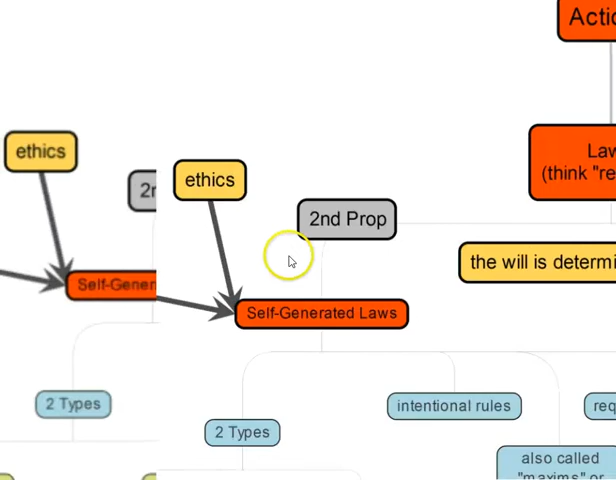 Actio
Law
(think "re
ethics
ethics
2nd Prop
the will is determi
Self-Gener
Self-Generated Laws
2 Types
intentional rules
req
2 Types
also called
"maxims" or